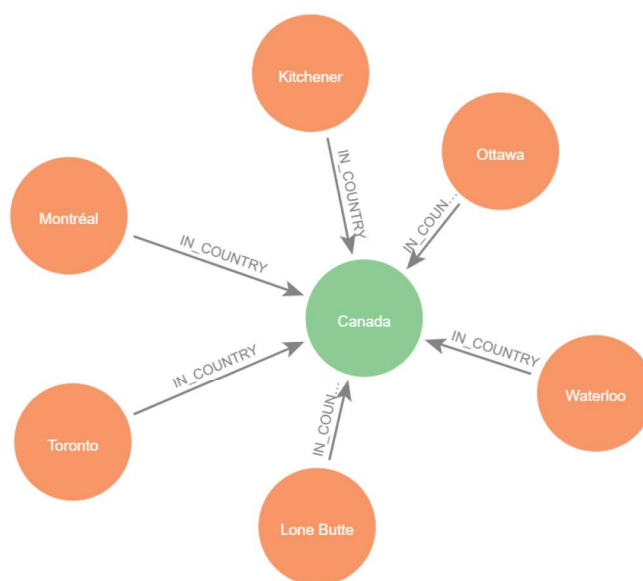 Kitchener
Ottawa
IN_COUNTRY
IN_COUN...
Montréal
IN_COUNTRY
Canada
IN_COUNTRY
IN_COUNTRY
Waterloo
IN_COUN...
Toronto
Lone Butte